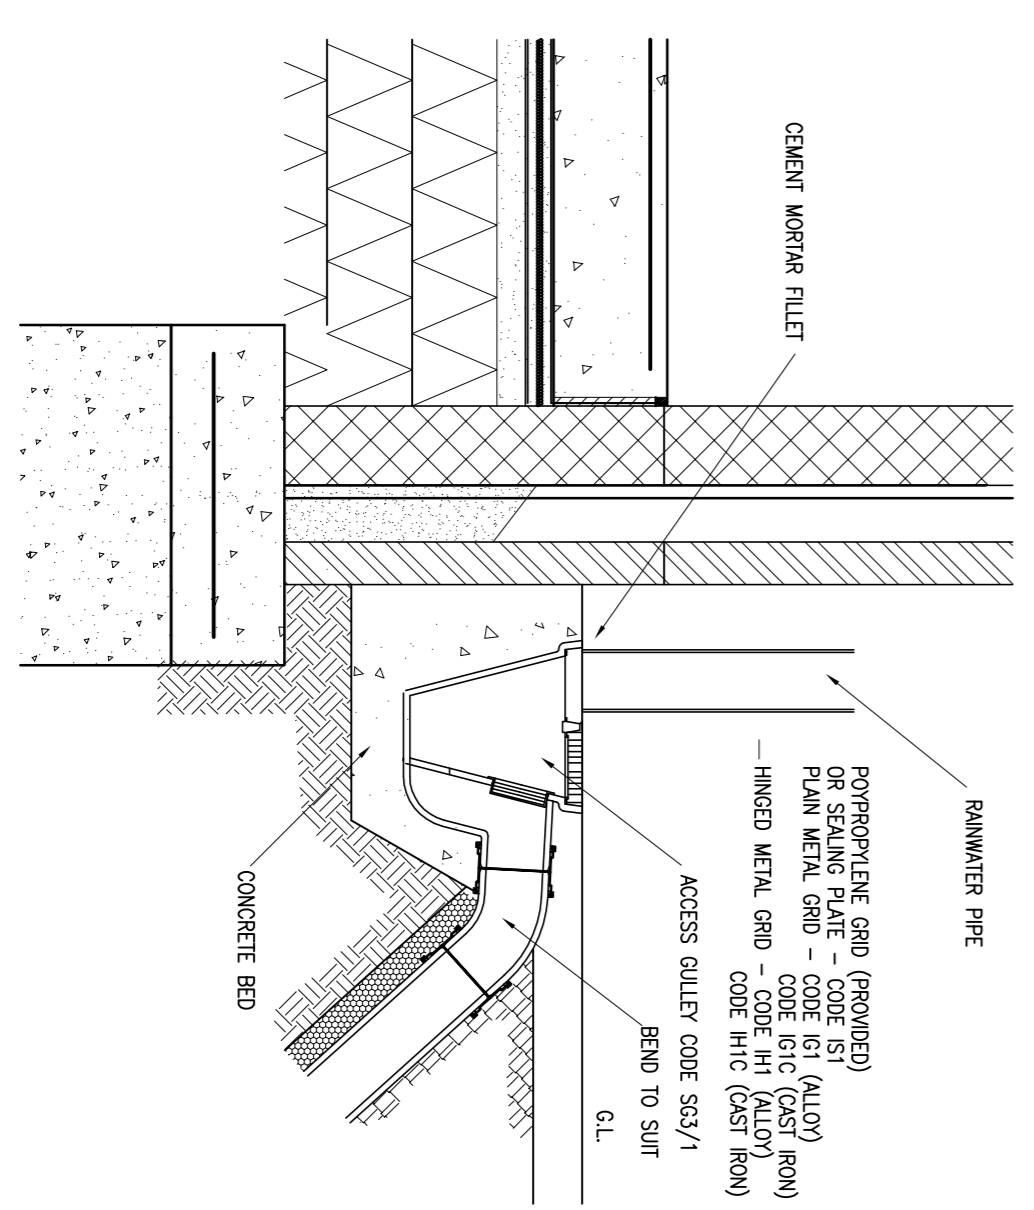 CEMENT MORTAR FILLET
RAINWATER PIPE
POYPROPYLENE GRID (PROVIDED)
OR SEALING PLATE - CODE IS1
PLAIN METAL GRID - CODE IG1 (ALLOY)
CODE IG1C (CAST IRON)
HINGED METAL GRID - CODE IH1 (ALLOY)
CODE IH1C (CAST IRON)
ACCESS GULLEY CODE SG3/1
BEND TO SUIT
G.L.
CONCRETE BED